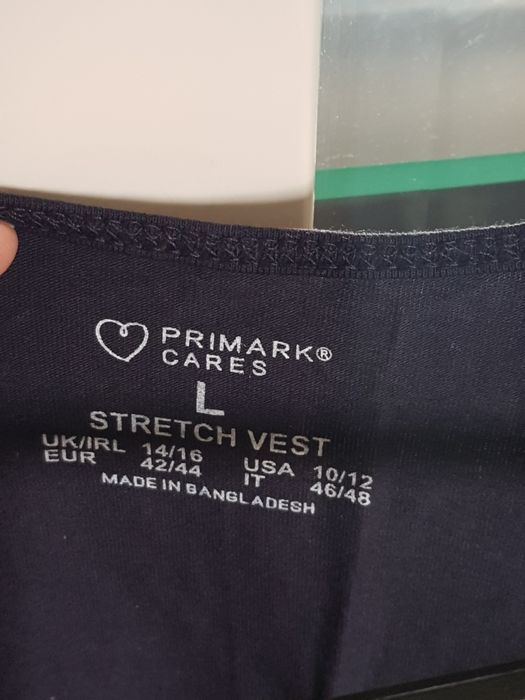 PRIMARK®
CARES
L
STRETCH VEST
UK/IRL 14/16 USA 10/12
EUR 42/44 IT 46/48
MADE IN BANGLADESH